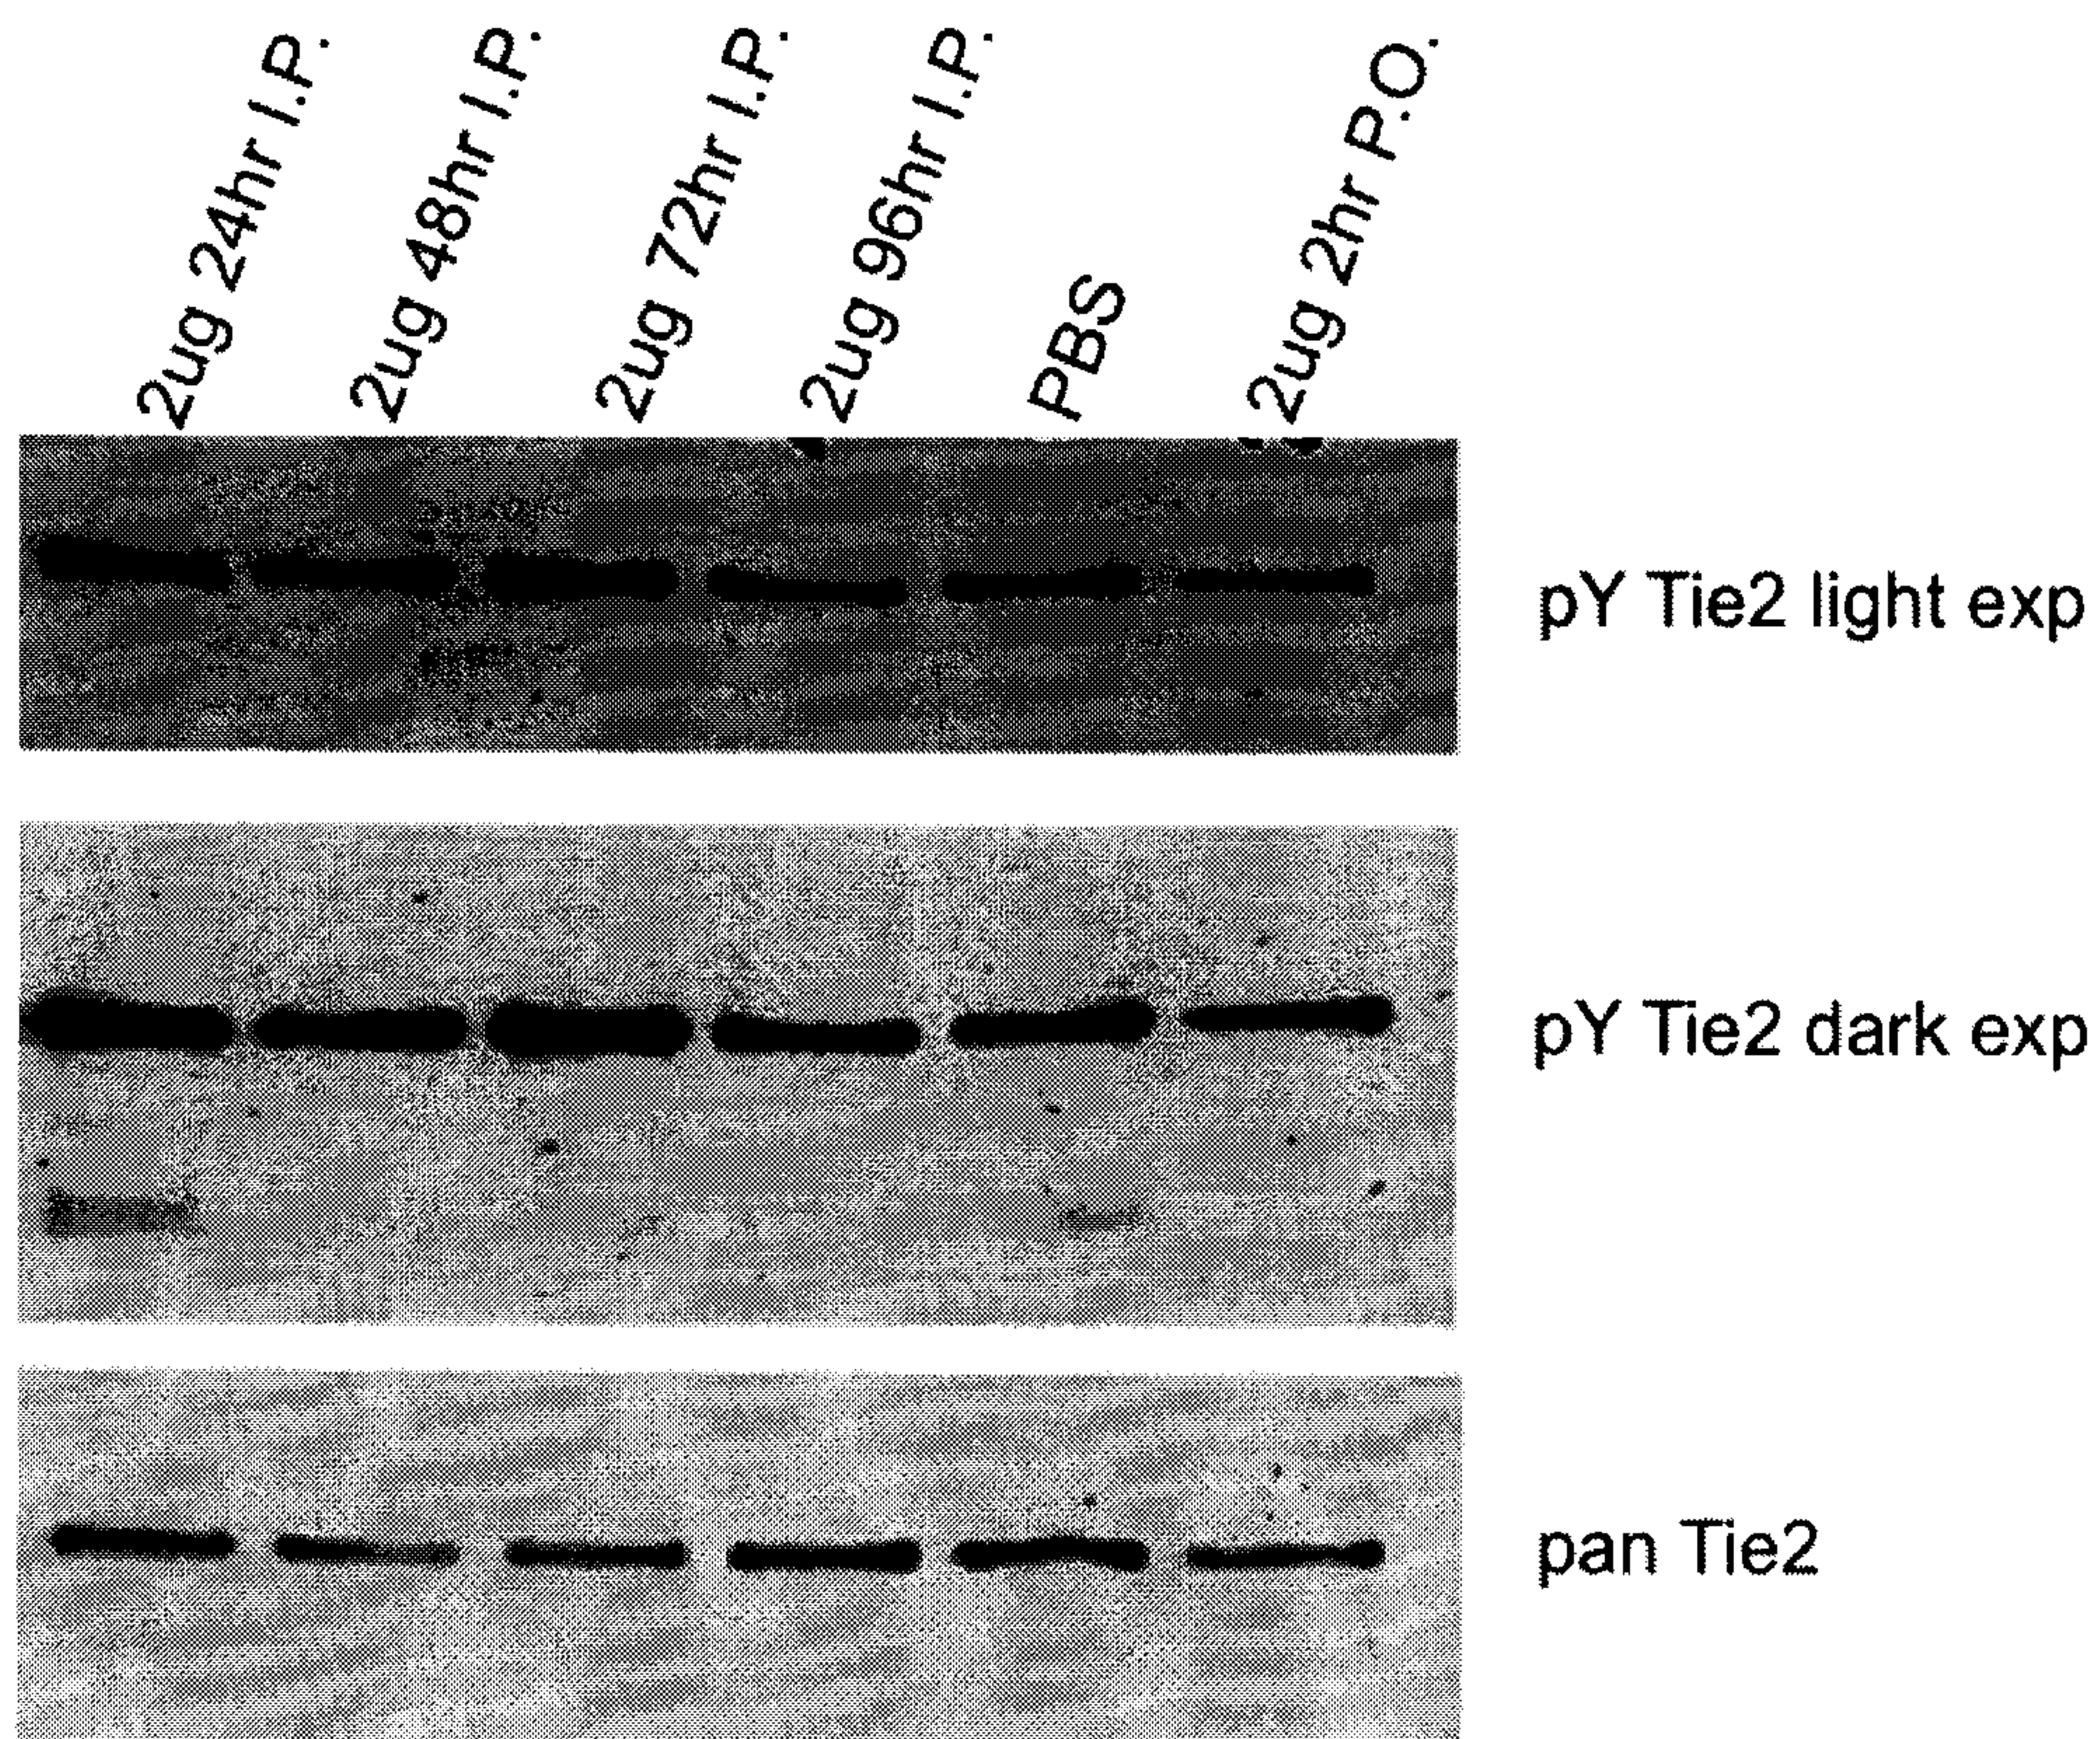 2ug 24hr I.P.
2ug 48hr I.P.
2ug 72hr I.P.
2ug 96hr I.P.
PBS
2ug 2hr P.O.
pY Tie2 light exp
pY Tie2 dark exp
pan Tie2